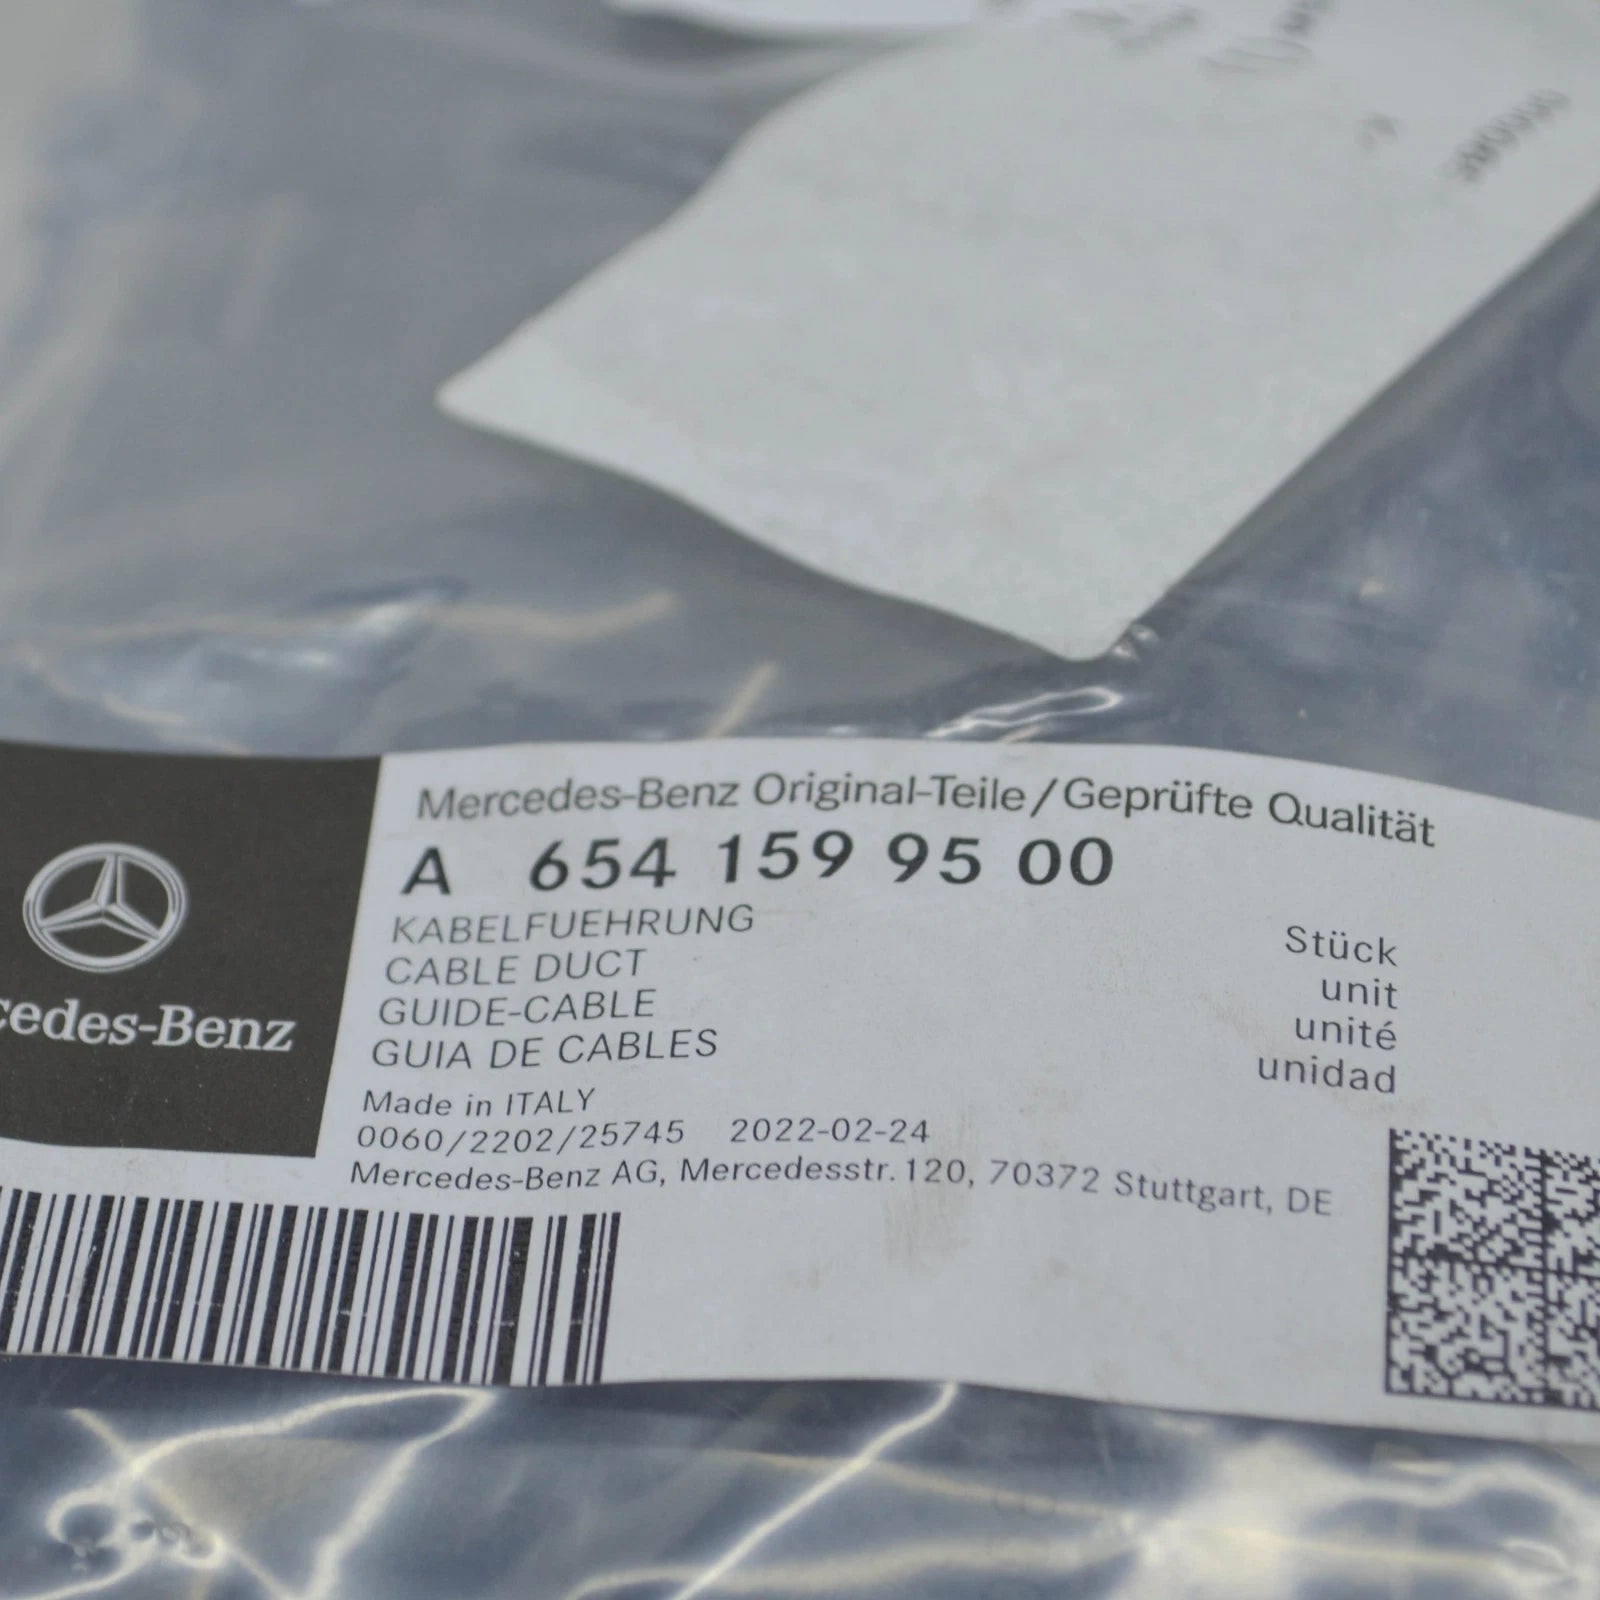 Mercedes-Benz Original-Teile/Geprüfte Qualität
A 654 159 95 00
KABELFUEHRUNG
CABLE DUCT
GUIDE-CABLE
GUIA DE CABLES
Stück
unit
unité
unidad
Made in ITALY
0060/2202/25745 2022-02-24
Mercedes-Benz AG, Mercedesstr. 120, 70372 Stuttgart, DE
cedes-Benz